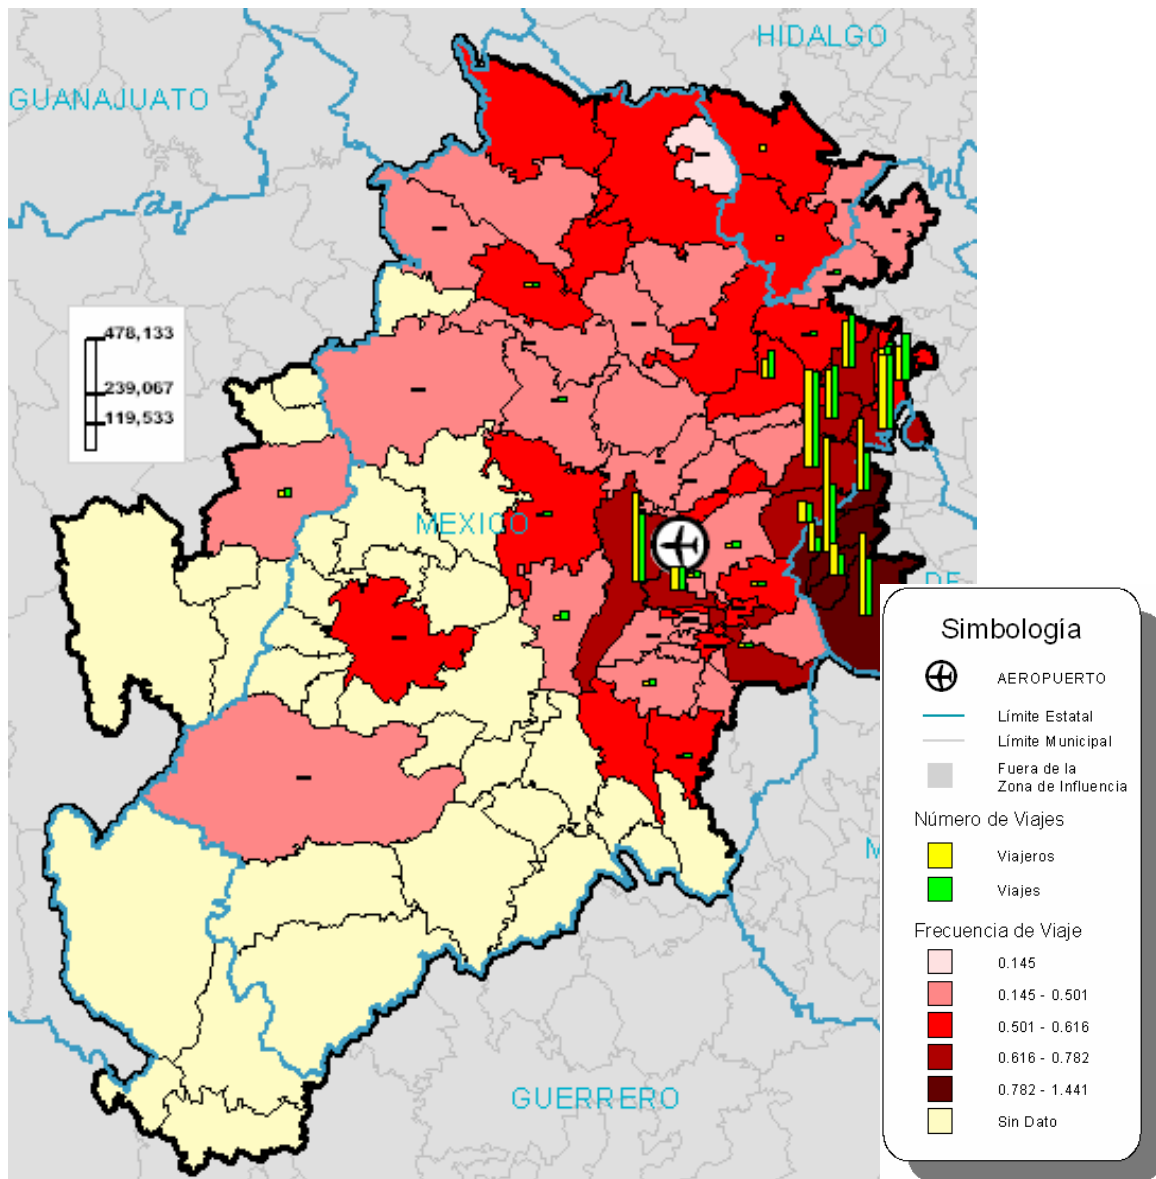 HIDALGO
GUANAJUATO
478,133
239,067
119,533
MEXICO
DE
GUERRERO
M
Simbología
AEROPUERTO
Límite Estatal
Límite Municipal
Fuera de la
Zona de Influencia
Número de Viajes
Viajeros
Viajes
Frecuencia de Viaje
0.145
0.145 - 0.501
0.501 - 0.616
0.616 - 0.782
0.782 - 1.441
Sin Dato